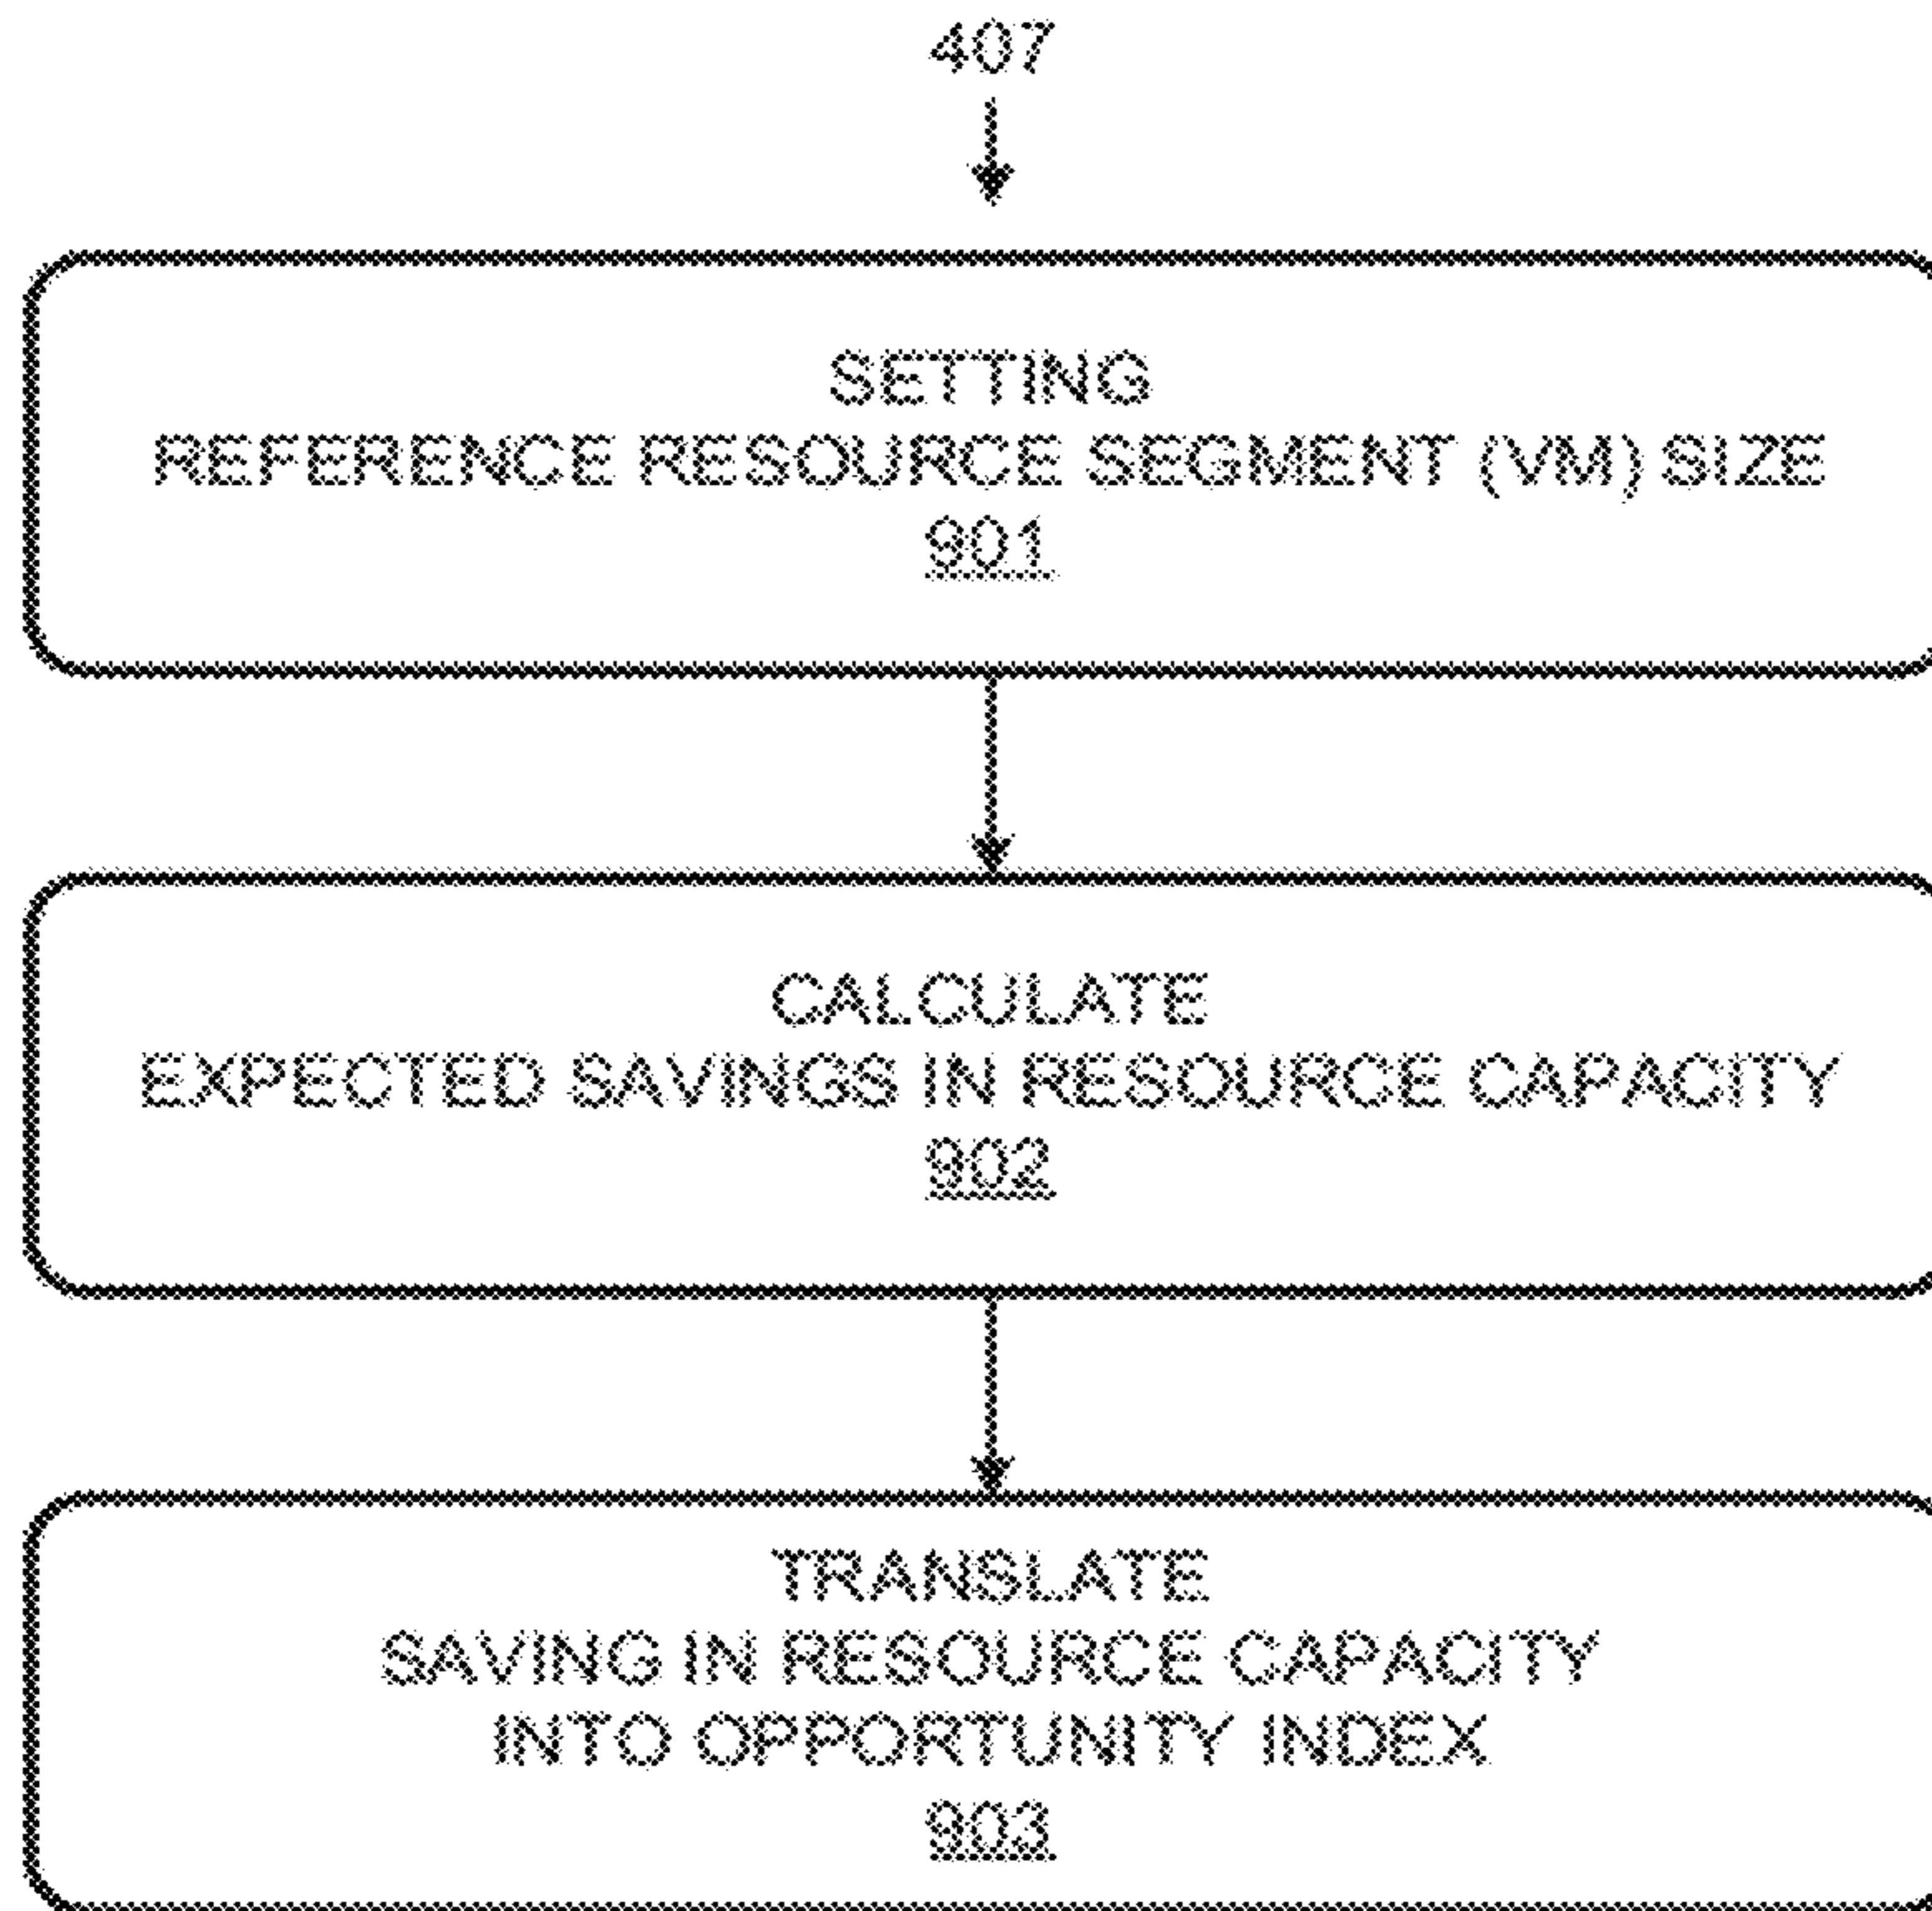 407
SETTING
REFERENCE RESOURCE SEGMENT (VM) SIZE
901
CALCULATE
EXPECTED SAVINGS IN RESOURCE CAPACITY
902
TRANSLATE
SAVING IN RESOURCE CAPACITY
INTO OPPORTUNITY INDEX
903